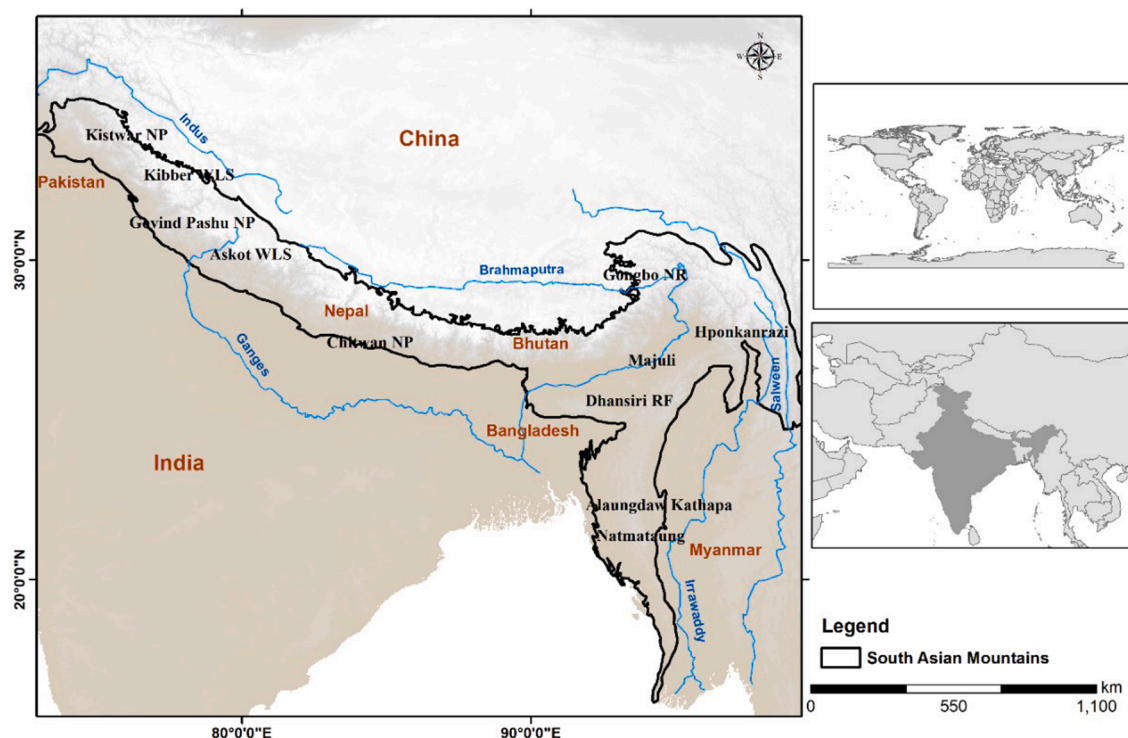 N
W
E
S
China
Indus
Kistwar NP
Kibber WLS
Pakistan
Govind Pashu NP
Askot WLS
30°0'0"N
Brahmaputra
Gongbo NR
Nepal
Bhutan
Hponkanrazi
Chitwan NP
Majuli
Ganges
Salween
Dhansiri RF
Bangladesh
India
Alaungdaw Kathapa
Natmataung
Myanmar
20°0'0"N
Irrawaddy
80°0'0"E
90°0'0"E
Legend
South Asian Mountains
km
0
550
1,100